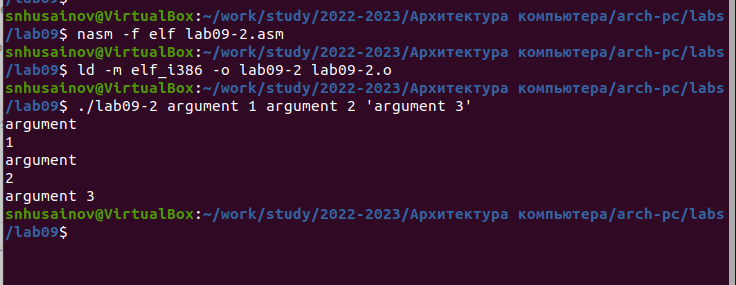 snhusainov@VirtualBox:~/work/study/2022-2023/Архитектура компьютера/arch-pc/labs
/lab09$ nasm -f elf lab09-2.asm
snhusainov@VirtualBox:~/work/study/2022-2023/Архитектура компьютера/arch-pc/labs
/lab09$ ld -m elf_i386 -o lab09-2 lab09-2.o
snhusainov@VirtualBox:~/work/study/2022-2023/Архитектура компьютера/arch-pc/labs
/lab09$ ./lab09-2 argument 1 argument 2 'argument 3'
argument
1
argument
2
argument 3
snhusainov@VirtualBox:~/work/study/2022-2023/Архитектура компьютера/arch-pc/labs
/lab09$